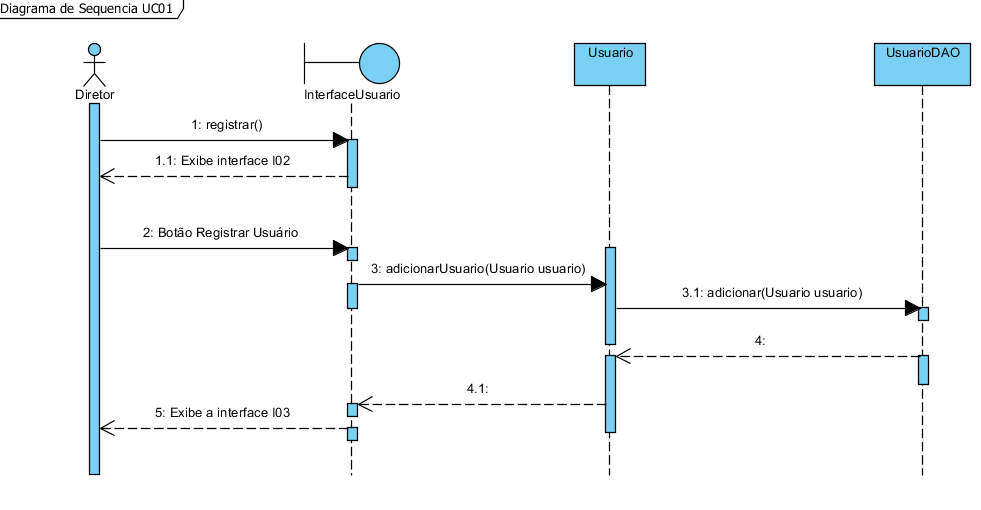 Diagrama de Sequencia UC01
Diretor
InterfaceUsuario
Usuario
UsuarioDAO
1: registrar()
1.1: Exibe interface I02
2: Botão Registrar Usuário
3: adicionarUsuario(Usuario usuario)
3.1: adicionar(Usuario usuario)
4:
4.1:
5: Exibe a interface I03